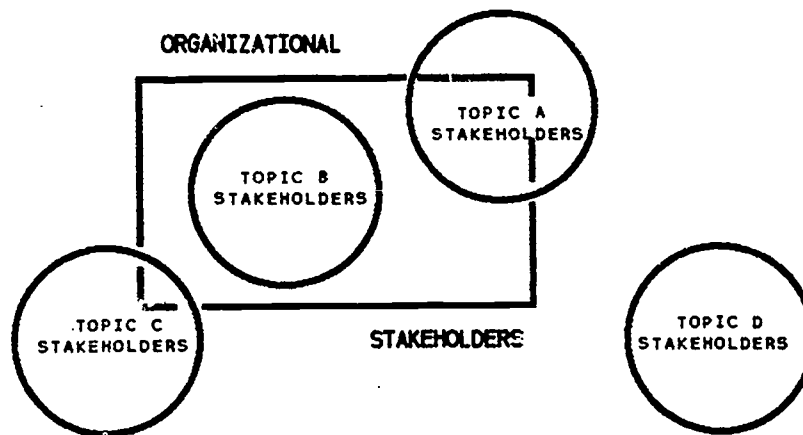 ORGANIZATIONAL
TOPIC A
STAKEHOLDERS
TOPIC B
STAKEHOLDERS
TOPIC C
STAKEHOLDERS
STAKEHOLDERS
TOPIC D
STAKEHOLDERS